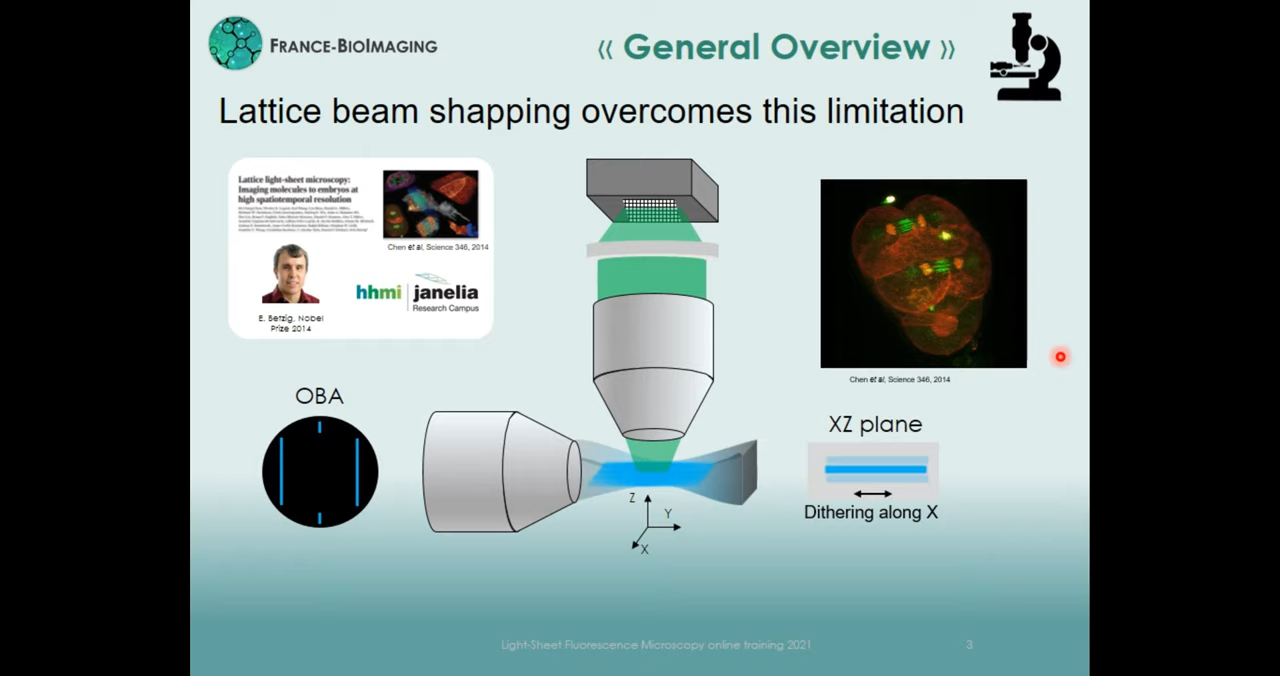 FRANCE-BIOIMAGING
« General Overview »
Lattice beam shapping overcomes this limitation
Lattice light-sheet microscopy:
Imaging molecules to embryos at
high spatiotemporal resolution
Chen et al, Science 346, 2014
E. Betzig, Nobel
Prize 2014
hhmi janelia
Research Campus
Chen et al, Science 346, 2014
OBA
XZ plane
Dithering along X
Z
Y
X
Light-Sheet Fluorescence Microscopy online training 2021
3